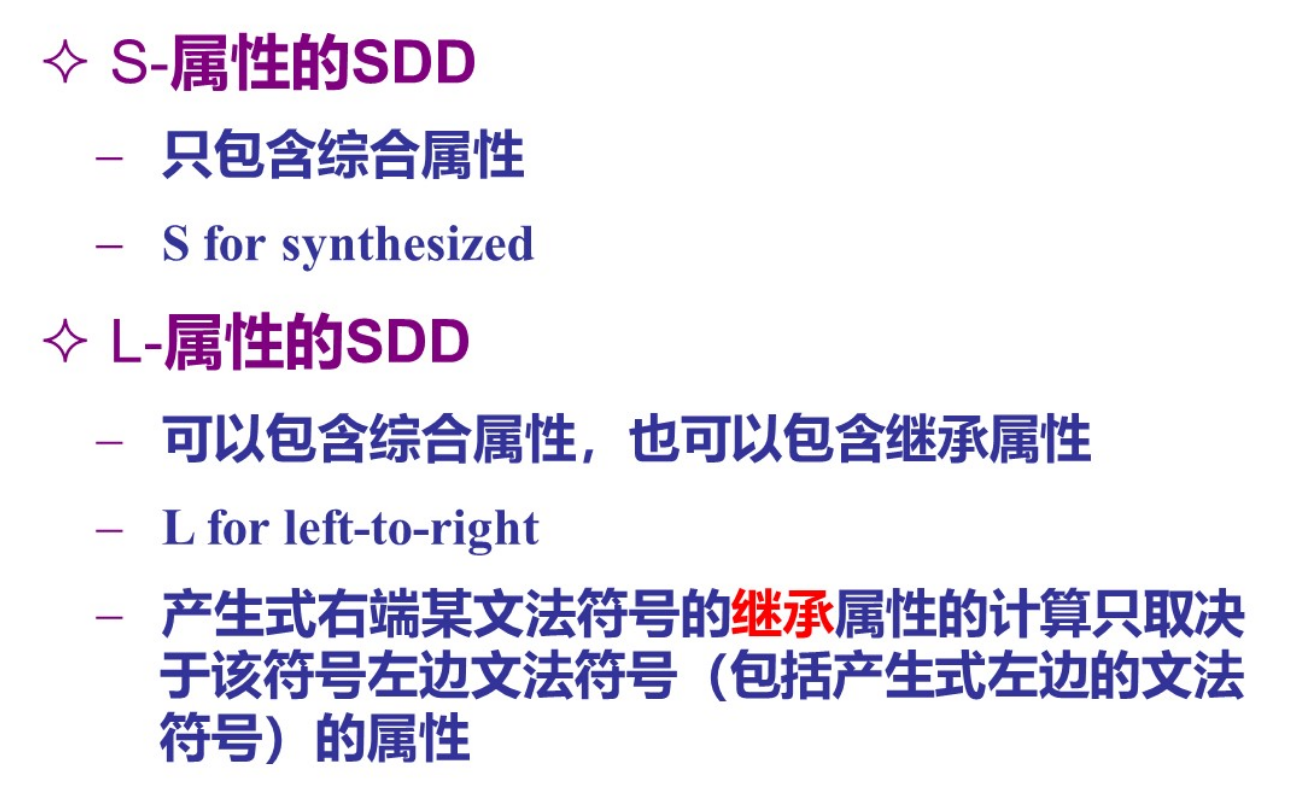 ✧ S-属性的SDD
– 只包含综合属性
– S for synthesized
✧ L-属性的SDD
– 可以包含综合属性，也可以包含继承属性
– L for left-to-right
– 产生式右端某文法符号的继承属性的计算只取决
于该符号左边文法符号（包括产生式左边的文法
符号）的属性